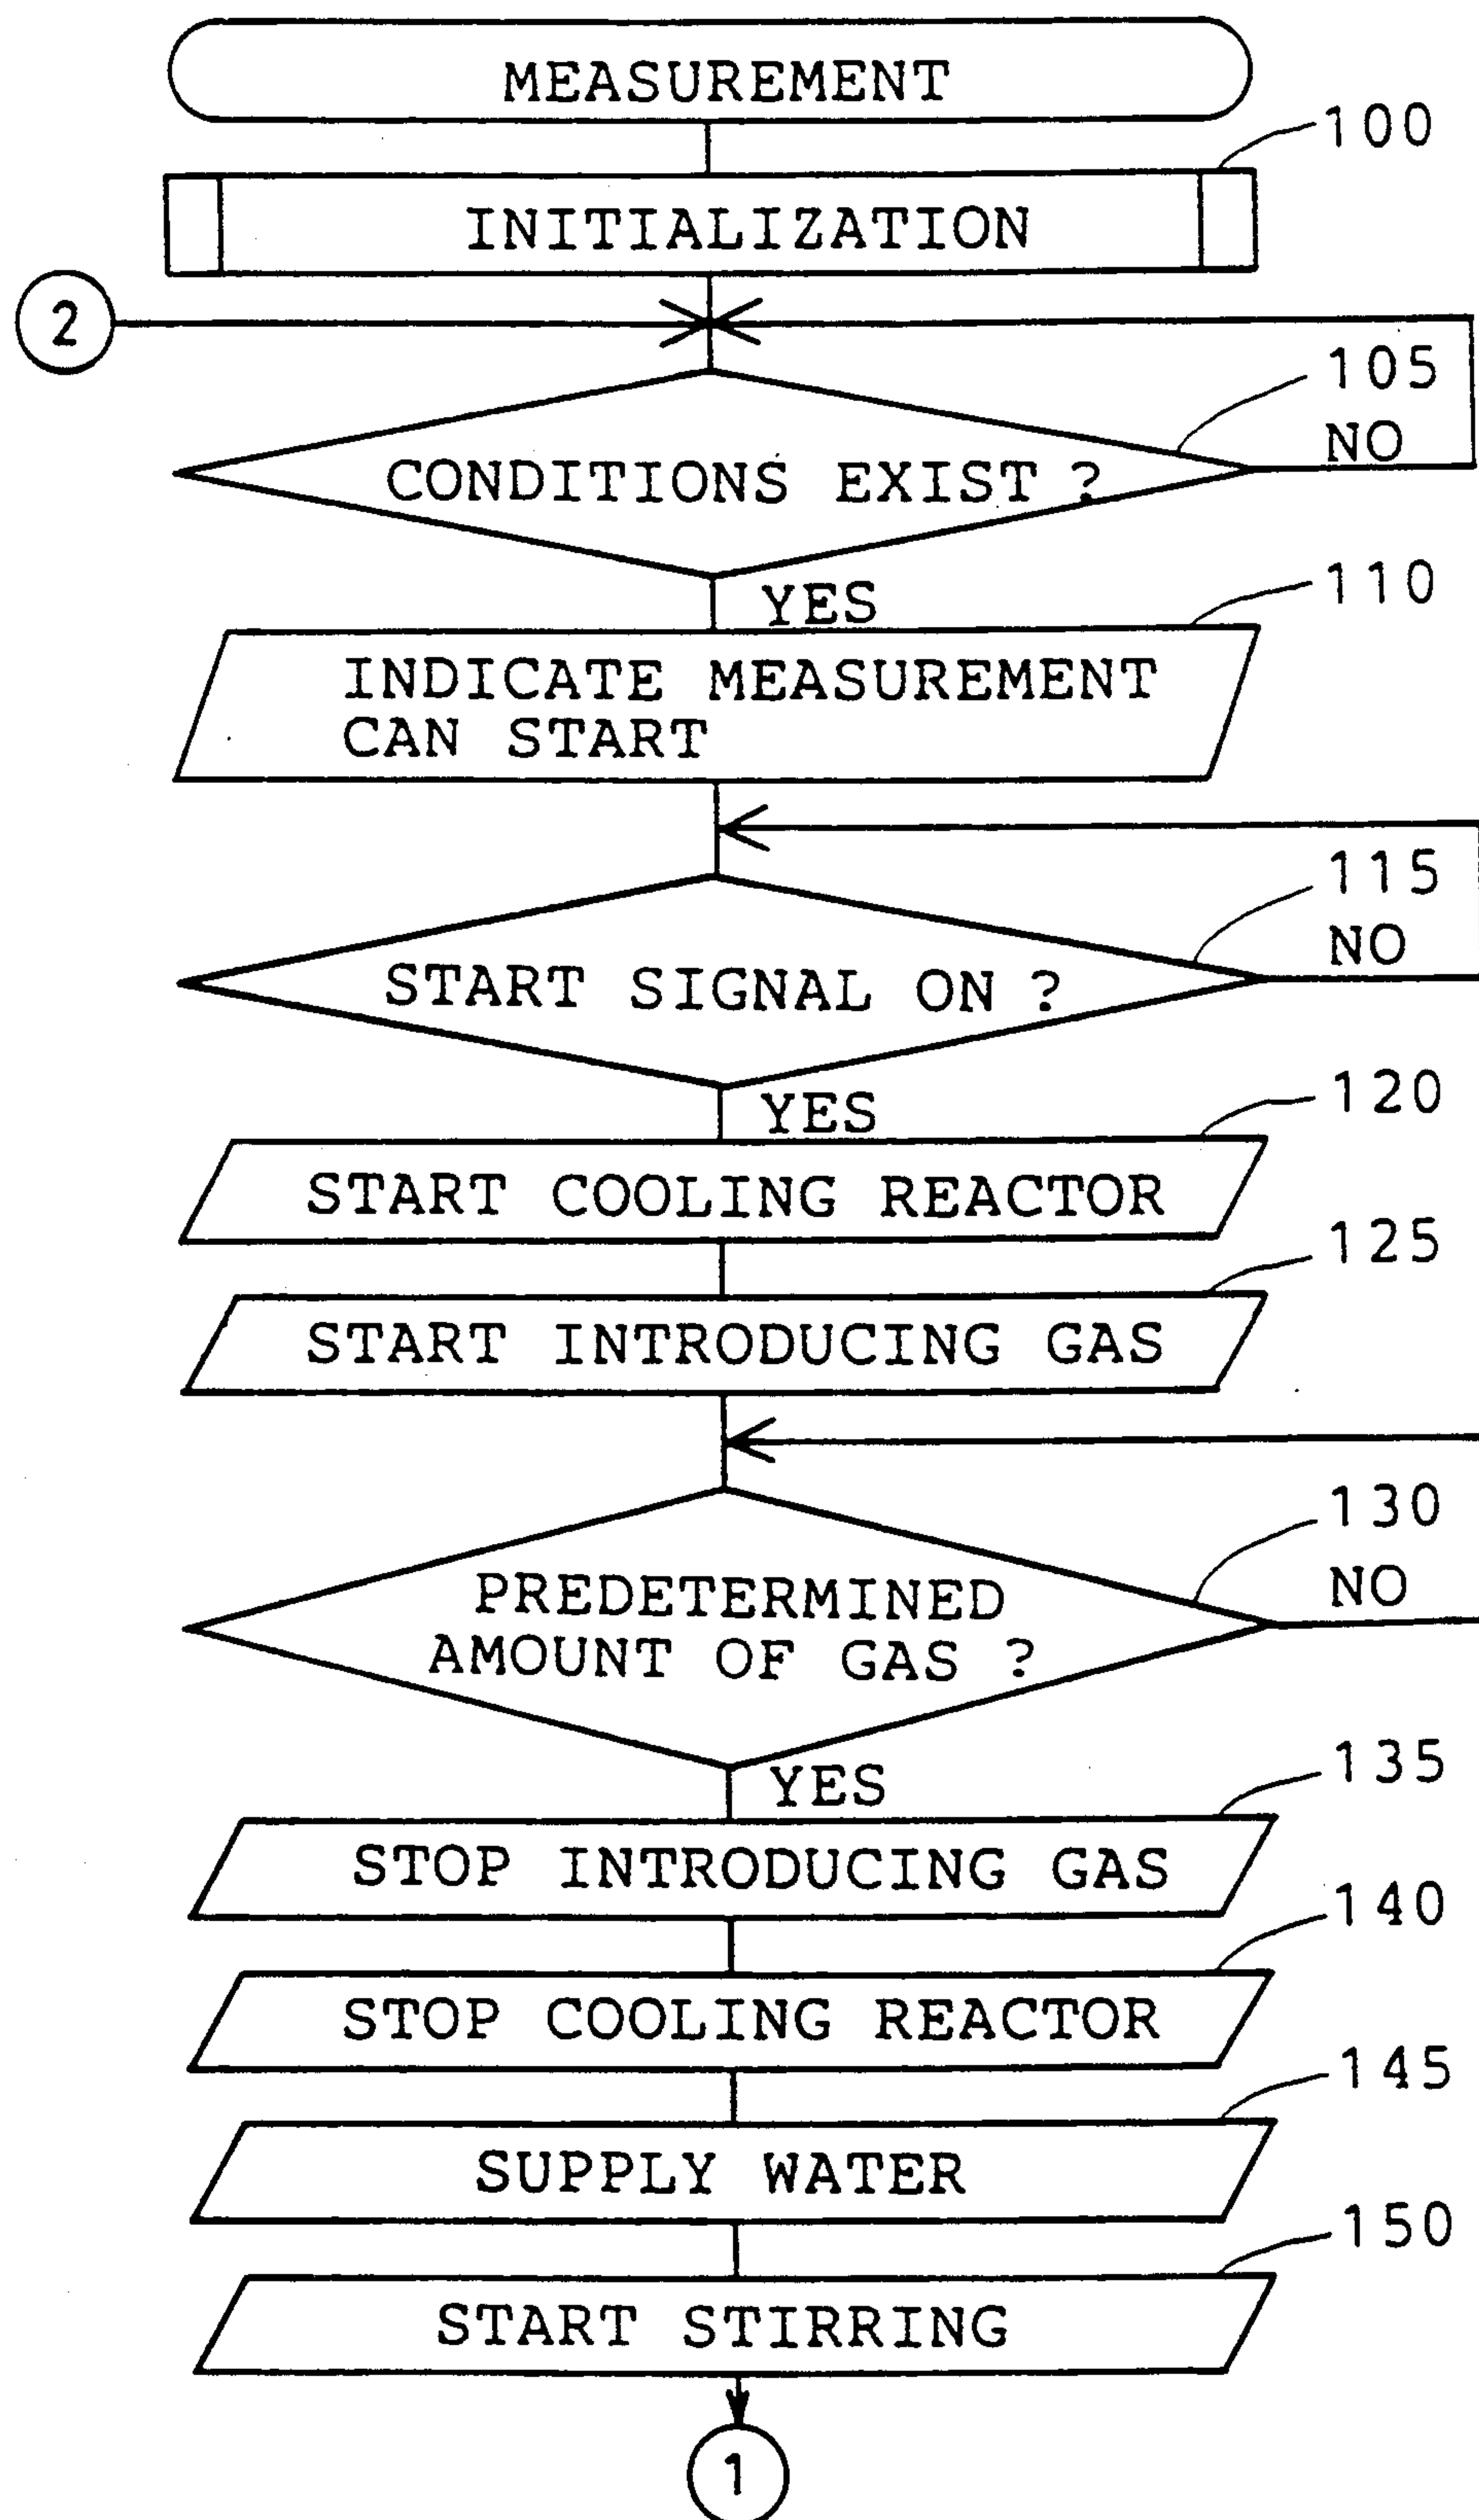 MEASUREMENT
100
INITIALIZATION
2
105
NO
CONDITIONS EXIST ?
YES
110
INDICATE MEASUREMENT
CAN START
115
NO
START SIGNAL ON ?
YES
120
START COOLING REACTOR
125
START INTRODUCING GAS
130
NO
PREDETERMINED
AMOUNT OF GAS ?
YES
135
STOP INTRODUCING GAS
140
STOP COOLING REACTOR
145
SUPPLY WATER
150
START STIRRING
1